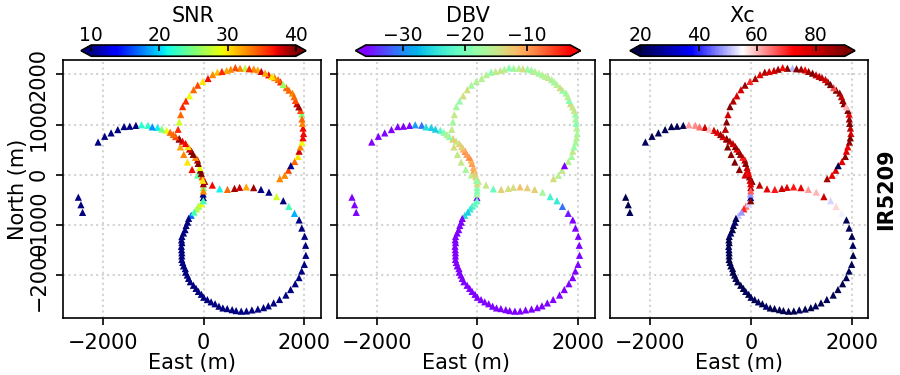 SNR DBV Xc
10 20 30 40 −30 −20 −10 20 40 60 80
2000
1000
0
−1000
−2000
North (m)
−2000 0 2000 −2000 0 2000 −2000 0 2000
East (m) East (m) East (m)
IR5209